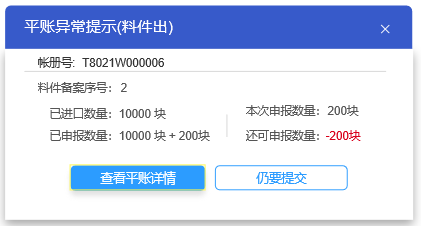 平账异常提示(料件出)
帐册号: T8021W000006
料件备案序号: 2
已进口数量: 10000 块
本次申报数量: 200块
已申报数量: 10000 块 + 200块
还可申报数量: -200块
查看平账详情
仍要提交